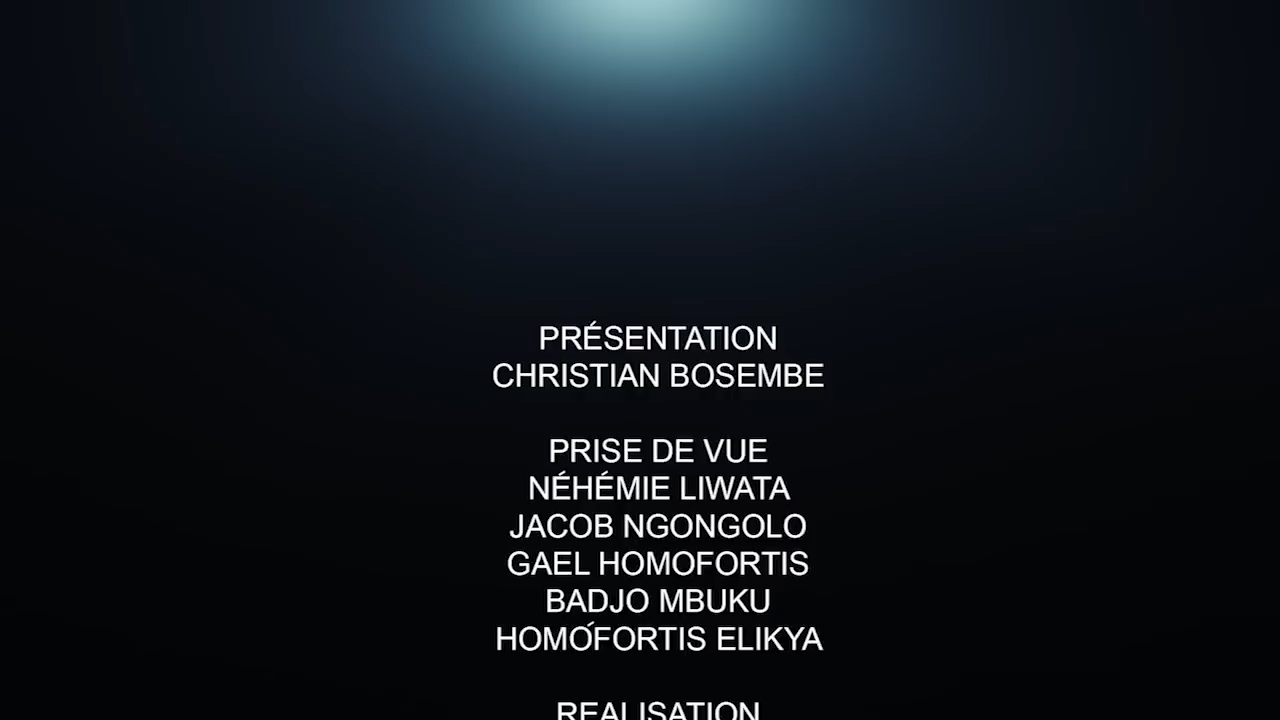 PRÉSENTATION
CHRISTIAN BOSEMBE
PRISE DE VUE
NÉHÉMIE LIWATA
JACOB NGONGOLO
GAEL HOMOFORTIS
BADJO MBUKU
HOMÓFORTIS ELIKYA
REALISATION